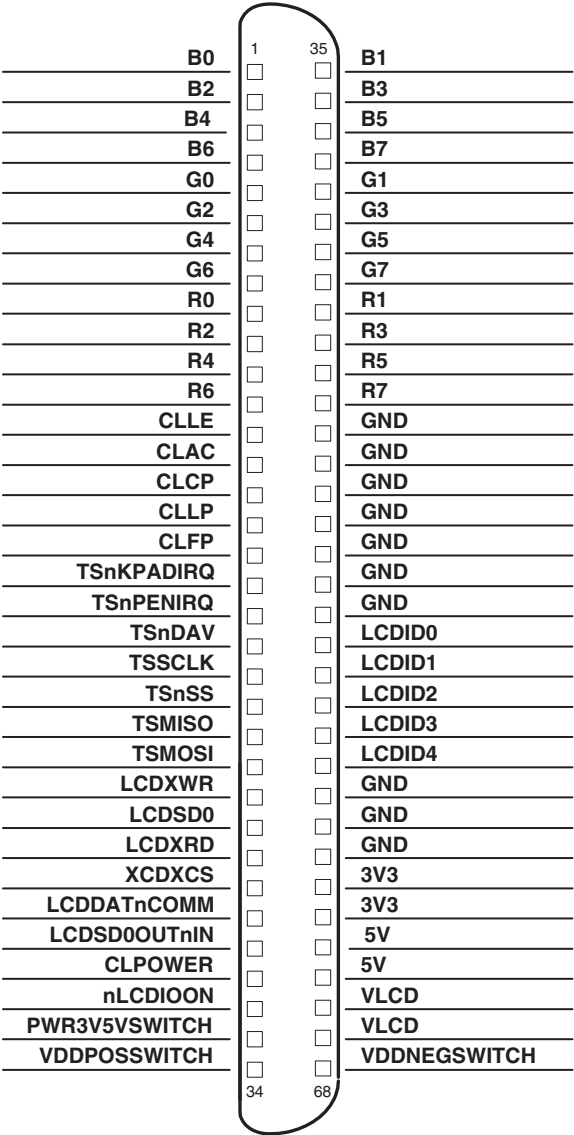 1 35
B0 B1
B2 B3
B4 B5
B6 B7
G0 G1
G2 G3
G4 G5
G6 G7
R0 R1
R2 R3
R4 R5
R6 R7
CLLE GND
CLAC GND
CLCP GND
CLLP GND
CLFP GND
TSnKPADIRQ GND
TSnPENIRQ GND
TSnDAV LCDID0
TSSCLK LCDID1
TSnSS LCDID2
TSMISO LCDID3
TSMOSI LCDID4
LCDXWR GND
LCDSD0 GND
LCDXRD GND
XCDXCS 3V3
LCDDATnCOMM 3V3
LCDSD0OUTnIN 5V
CLPOWER 5V
nLCDIOON VLCD
PWR3V5VSWITCH VLCD
VDDPOSSWITCH VDDNEGSWITCH
34 68